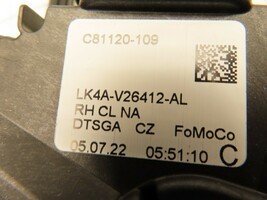 C81120-109
LK4A-V26412-AL
RH CL NA
DTSGA CZ FoMoCo
05.07.22 05:51:10 C